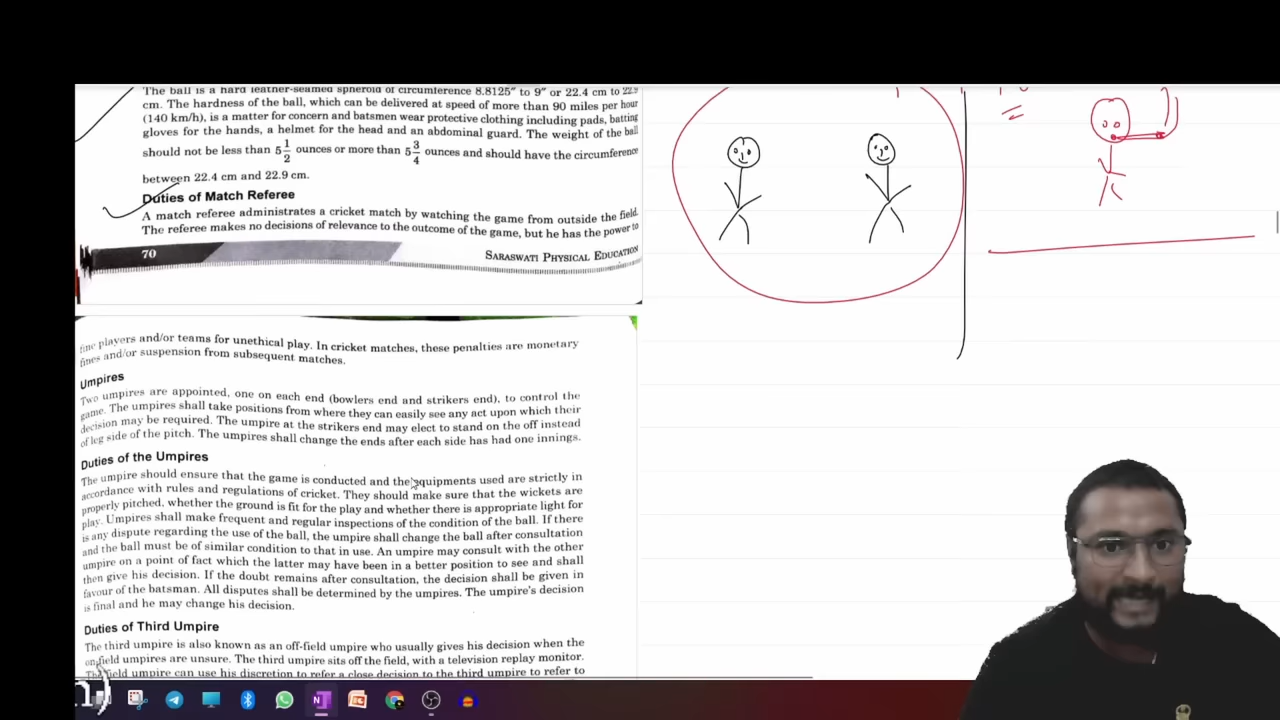 The ball is a hard leather-seamed spheroid of circumference 8.8125" to 9" or 22.4 cm to 22.9
cm. The hardness of the ball, which can be delivered at speed of more than 90 miles per hour
(140 km/h), is a matter for concern and batsmen wear protective clothing including pads, batting
gloves for the hands, a helmet for the head and an abdominal guard. The weight of the ball
should not be less than 5 1/2 ounces or more than 5 3/4 ounces and should have the circumference
between 22.4 cm and 22.9 cm.
Duties of Match Referee
A match referee administrates a cricket match by watching the game from outside the field.
The referee makes no decisions of relevance to the outcome of the game, but he has the power to
70
SARASWATI PHYSICAL EDUCATION
fine players and/or teams for unethical play. In cricket matches, these penalties are monetary
fines and/or suspension from subsequent matches.
Umpires
Two umpires are appointed, one on each end (bowlers end and strikers end), to control the
game. The umpires shall take positions from where they can easily see any act upon which their
decision may be required. The umpire at the strikers end may elect to stand on the off instead
of leg side of the pitch. The umpires shall change the ends after each side has had one innings.
Duties of the Umpires
The umpire should ensure that the game is conducted and the equipments used are strictly in
accordance with rules and regulations of cricket. They should make sure that the wickets are
properly pitched, whether the ground is fit for the play and whether there is appropriate light for
play. Umpires shall make frequent and regular inspections of the condition of the ball. If there
is any dispute regarding the use of the ball, the umpire shall change the ball after consultation
and the ball must be of similar condition to that in use. An umpire may consult with the other
umpire on a point of fact which the latter may have been in a better position to see and shall
then give his decision. If the doubt remains after consultation, the decision shall be given in
favour of the batsman. All disputes shall be determined by the umpires. The umpire's decision
is final and he may change his decision.
Duties of Third Umpire
The third umpire is also known as an off-field umpire who usually gives his decision when the
on-field umpires are unsure. The third umpire sits off the field, with a television replay monitor.
The field umpire can use his discretion to refer a close decision to the third umpire to refer to